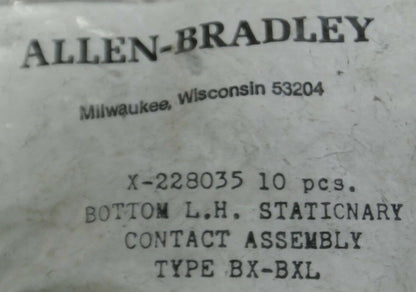 ALLEN-BRADLEY
Milwaukee, Wisconsin 53204
X-228035 10 pcs.
BOTTOM L.H. STATICNARY
CONTACT ASSEMBLY
TYPE BX-BXL